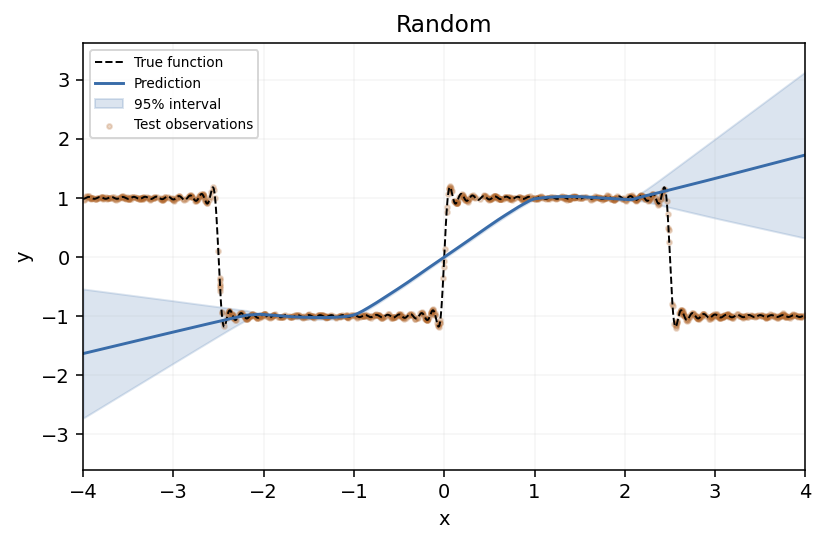 Random
True function
Prediction
95% interval
Test observations
3
2
1
0
−1
−2
−3
y
−4 −3 −2 −1 0 1 2 3 4
x